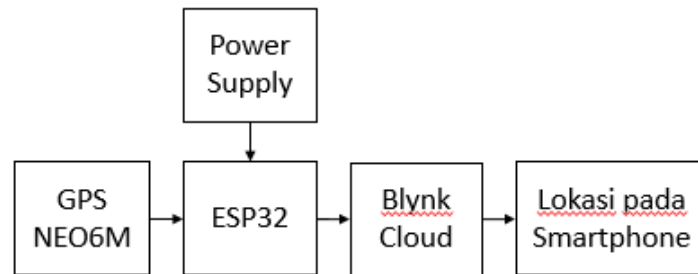 Power
Supply
GPS
NEO6M
ESP32
Blynk
Cloud
Lokasi pada
Smartphone